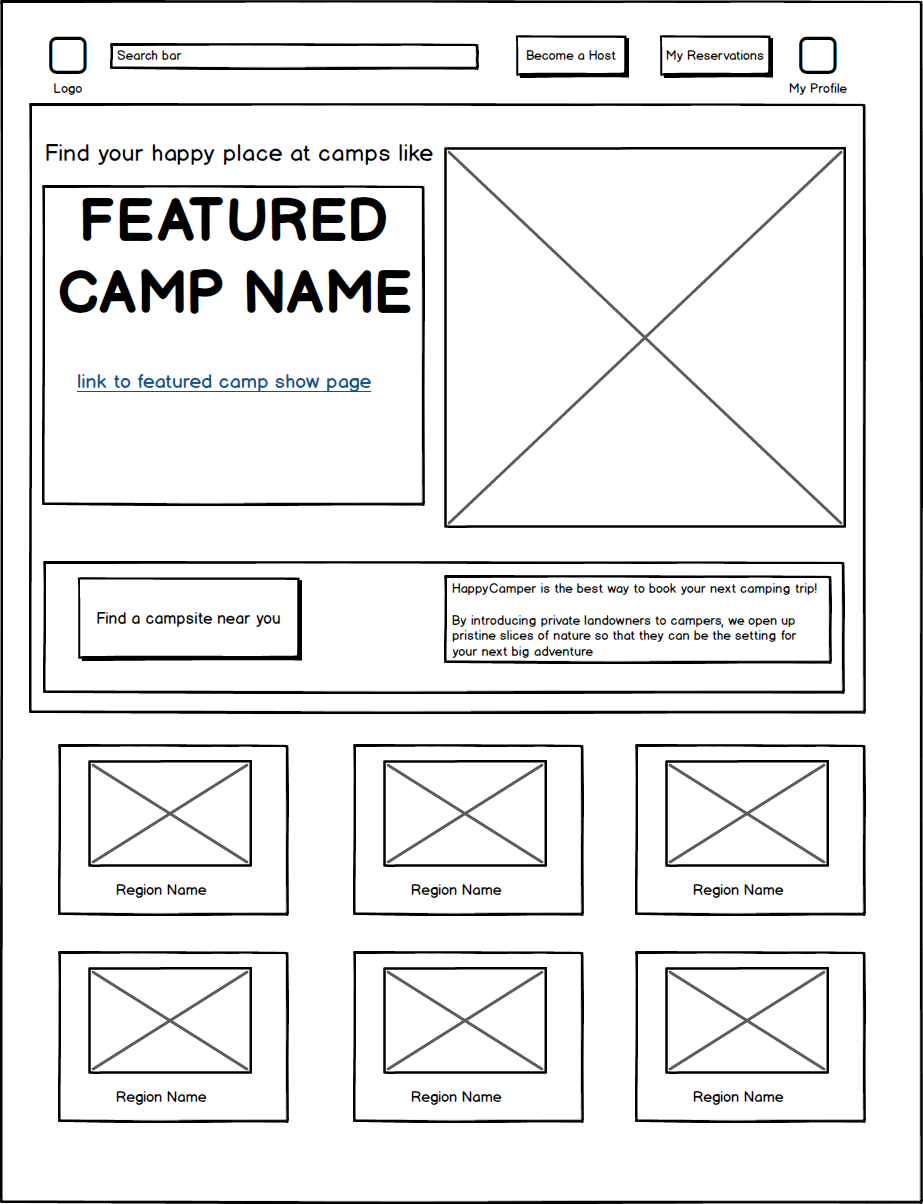 Search bar
Become a Host
My Reservations
Logo
My Profile
Find your happy place at camps like
FEATURED
CAMP NAME
link to featured camp show page
Find a campsite near you
HappyCamper is the best way to book your next camping trip!
By introducing private landowners to campers, we open up
pristine slices of nature so that they can be the setting for
your next big adventure
Region Name
Region Name
Region Name
Region Name
Region Name
Region Name